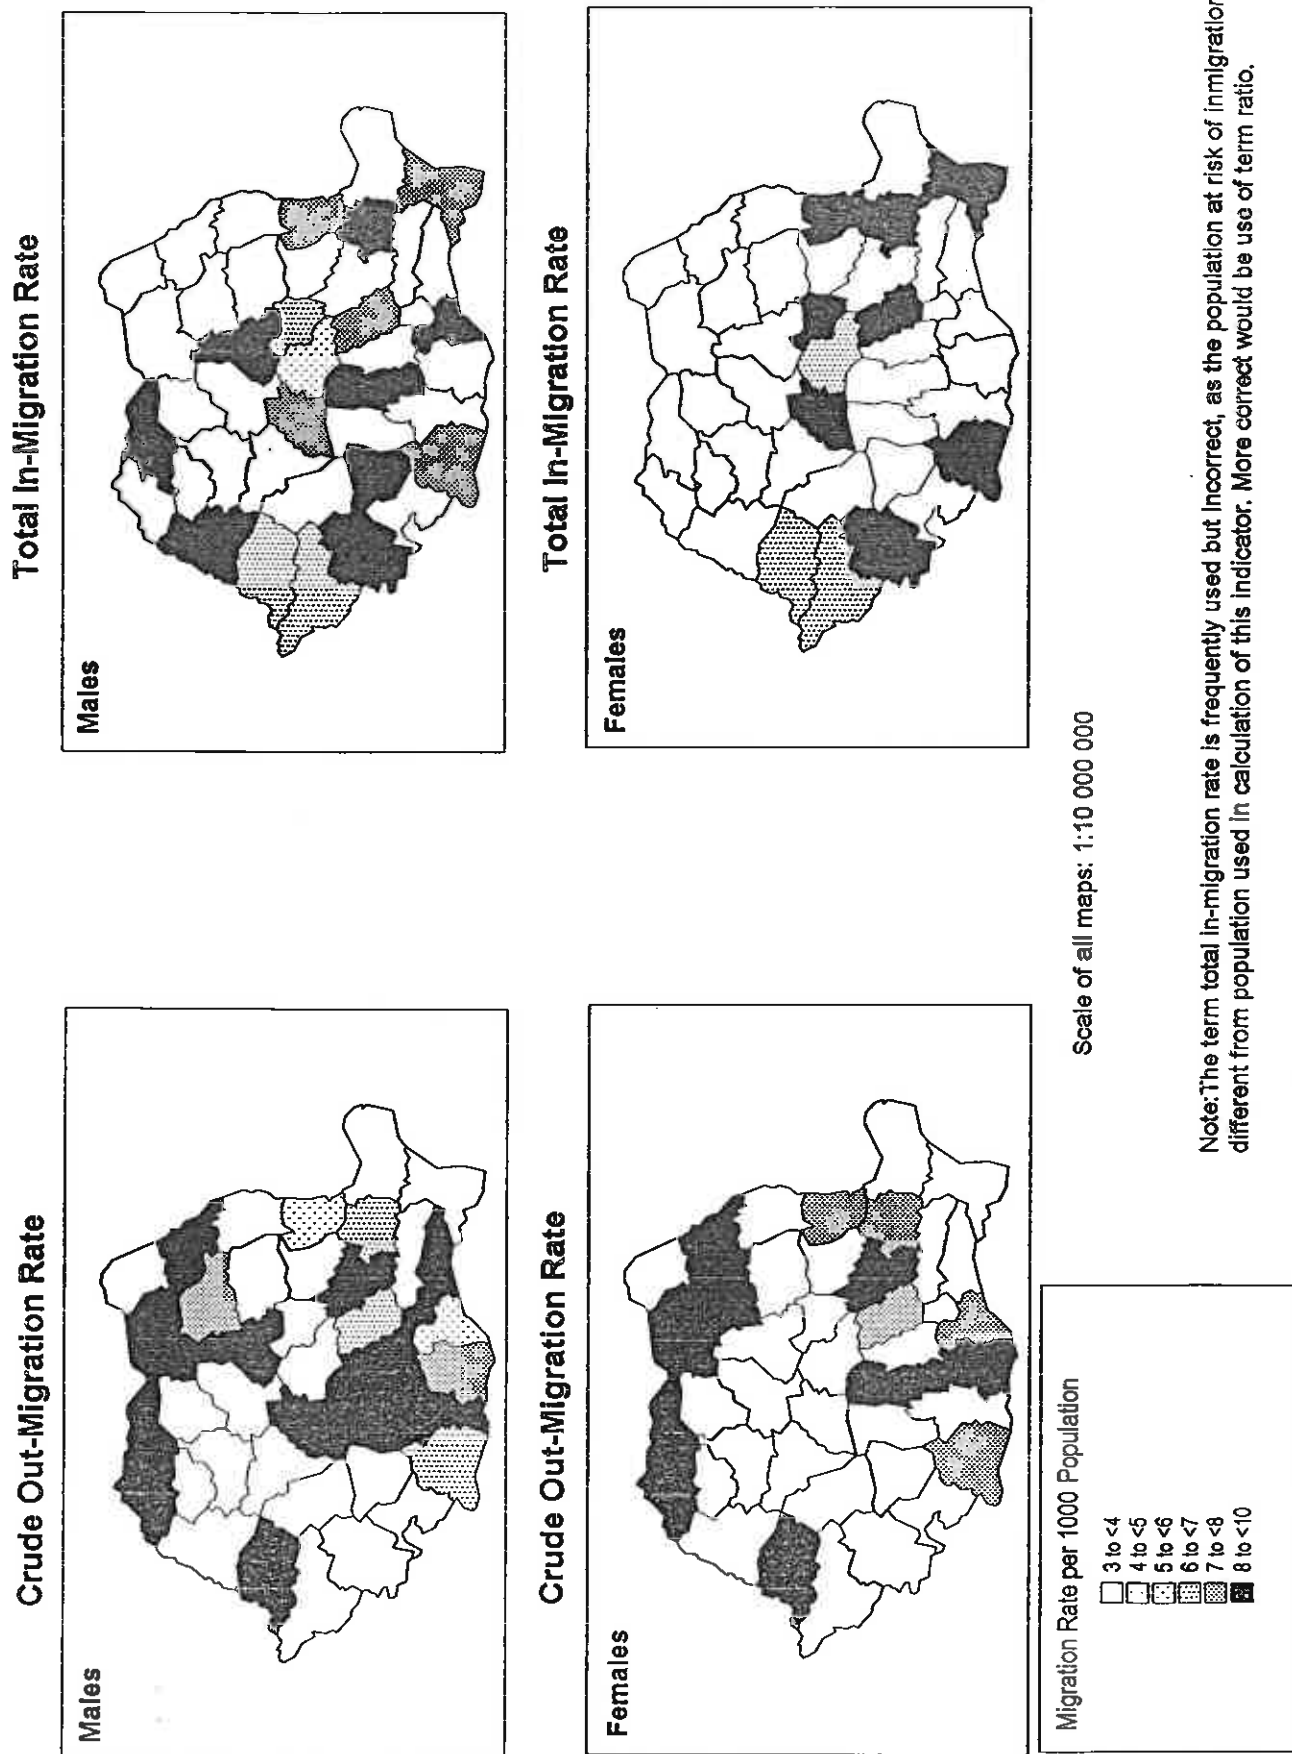 Crude Out-Migration Rate
Total In-Migration Rate
Males
Males
Crude Out-Migration Rate
Total In-Migration Rate
Females
Females
Migration Rate per 1000 Population
3 to <4
4 to <5
5 to <6
6 to <7
7 to <8
8 to <10
Scale of all maps: 1:10 000 000
Note:The term total in-migration rate is frequently used but incorrect, as the population at risk of inmigration
different from population used in calculation of this indicator. More correct would be use of term ratio.